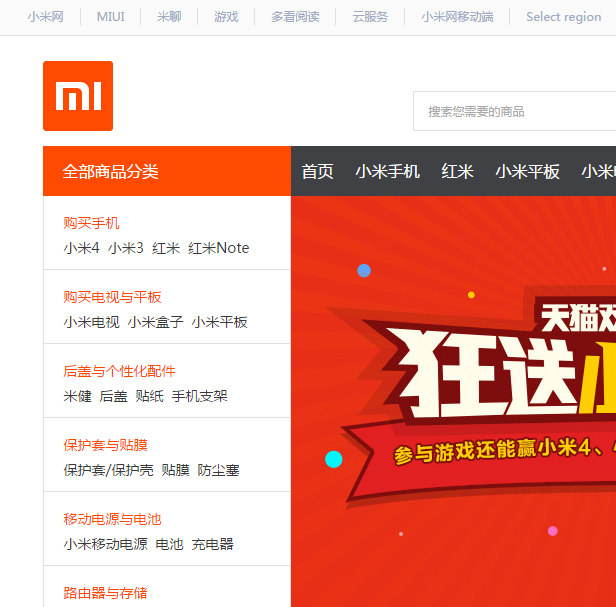 小米网 MIUI 米聊 游戏 多看阅读 云服务 小米网移动端 Select region
mi
搜索您需要的商品
全部商品分类 首页 小米手机 红米 小米平板 小米
购买手机
小米4 小米3 红米 红米Note
购买电视与平板
小米电视 小米盒子 小米平板
后盖与个性化配件
米健 后盖 贴纸 手机支架
保护套与贴膜
保护套/保护壳 贴膜 防尘塞
移动电源与电池
小米移动电源 电池 充电器
路由器与存储
天猫
狂送小
参与游戏还能赢小米4、